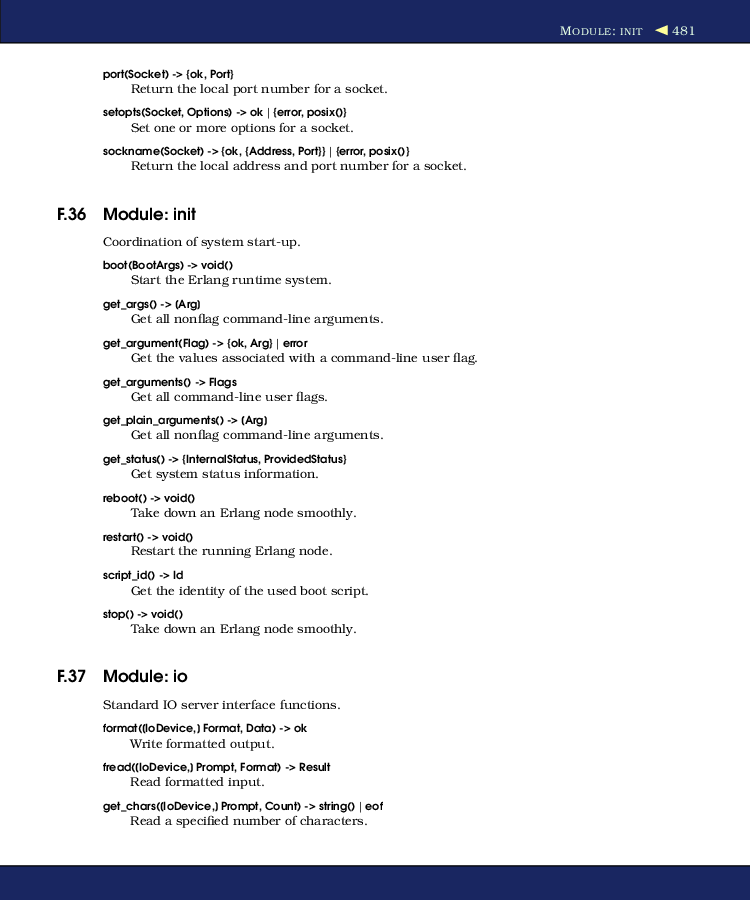 MODULE: INIT ◀ 481
port(Socket) -> {ok, Port}
Return the local port number for a socket.
setopts(Socket, Options) -> ok | {error, posix()}
Set one or more options for a socket.
sockname(Socket) -> {ok, {Address, Port}} | {error, posix()}
Return the local address and port number for a socket.
F.36 Module: init
Coordination of system start-up.
boot(BootArgs) -> void()
Start the Erlang runtime system.
get_args() -> [Arg]
Get all nonflag command-line arguments.
get_argument(Flag) -> {ok, Arg} | error
Get the values associated with a command-line user flag.
get_arguments() -> Flags
Get all command-line user flags.
get_plain_arguments() -> [Arg]
Get all nonflag command-line arguments.
get_status() -> {InternalStatus, ProvidedStatus}
Get system status information.
reboot() -> void()
Take down an Erlang node smoothly.
restart() -> void()
Restart the running Erlang node.
script_id() -> Id
Get the identity of the used boot script.
stop() -> void()
Take down an Erlang node smoothly.
F.37 Module: io
Standard IO server interface functions.
format([IoDevice,] Format, Data) -> ok
Write formatted output.
fread([IoDevice,] Prompt, Format) -> Result
Read formatted input.
get_chars([IoDevice,] Prompt, Count) -> string() | eof
Read a specified number of characters.